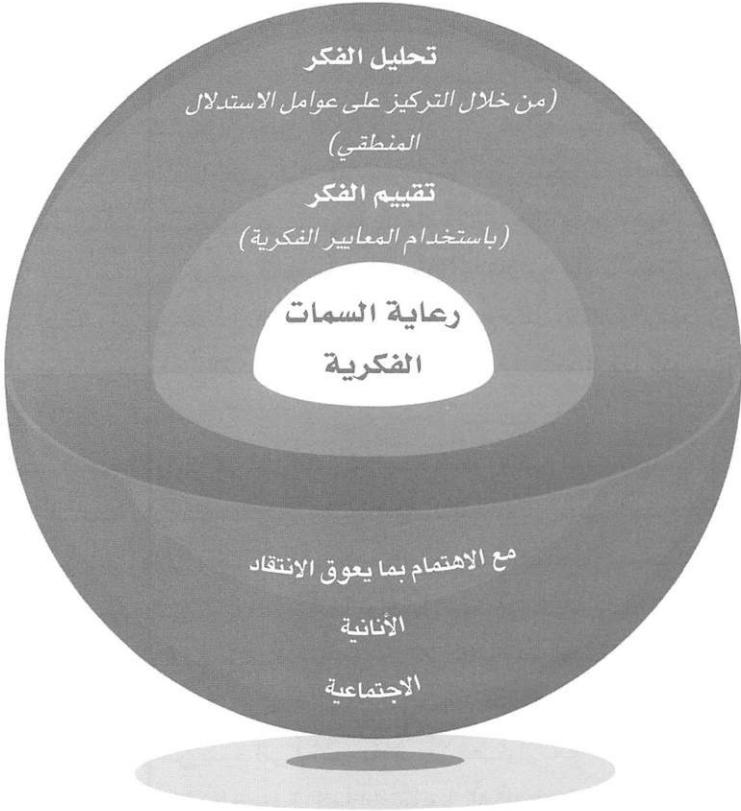 تحليل الفكر
(من خلال التركيز على عوامل الاستدلال
المنطقي)
تقييم الفكر
(باستخدام المعايير الفكرية)
رعاية السمات
الفكرية
مع الاهتمام بما يعوق الانتقاد
الأنانية
الاجتماعية